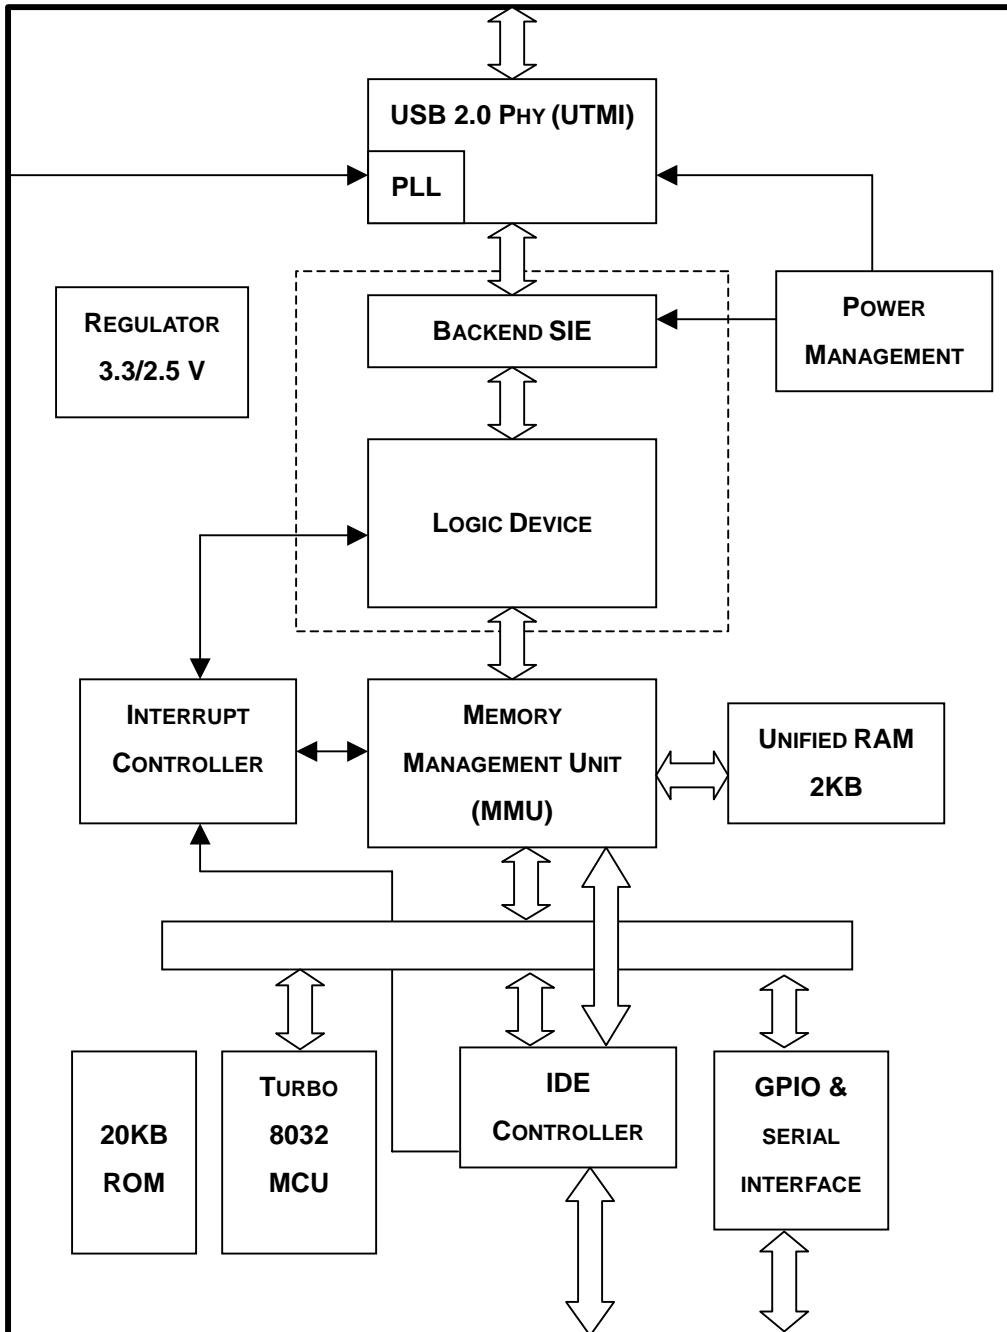 USB 2.0 PHY (UTMI)
PLL
REGULATOR
3.3/2.5 V
BACKEND SIE
POWER
MANAGEMENT
LOGIC DEVICE
INTERRUPT
CONTROLLER
MEMORY
MANAGEMENT UNIT
(MMU)
UNIFIED RAM
2KB
20KB
ROM
TURBO
8032
MCU
IDE
CONTROLLER
GPIO &
SERIAL
INTERFACE